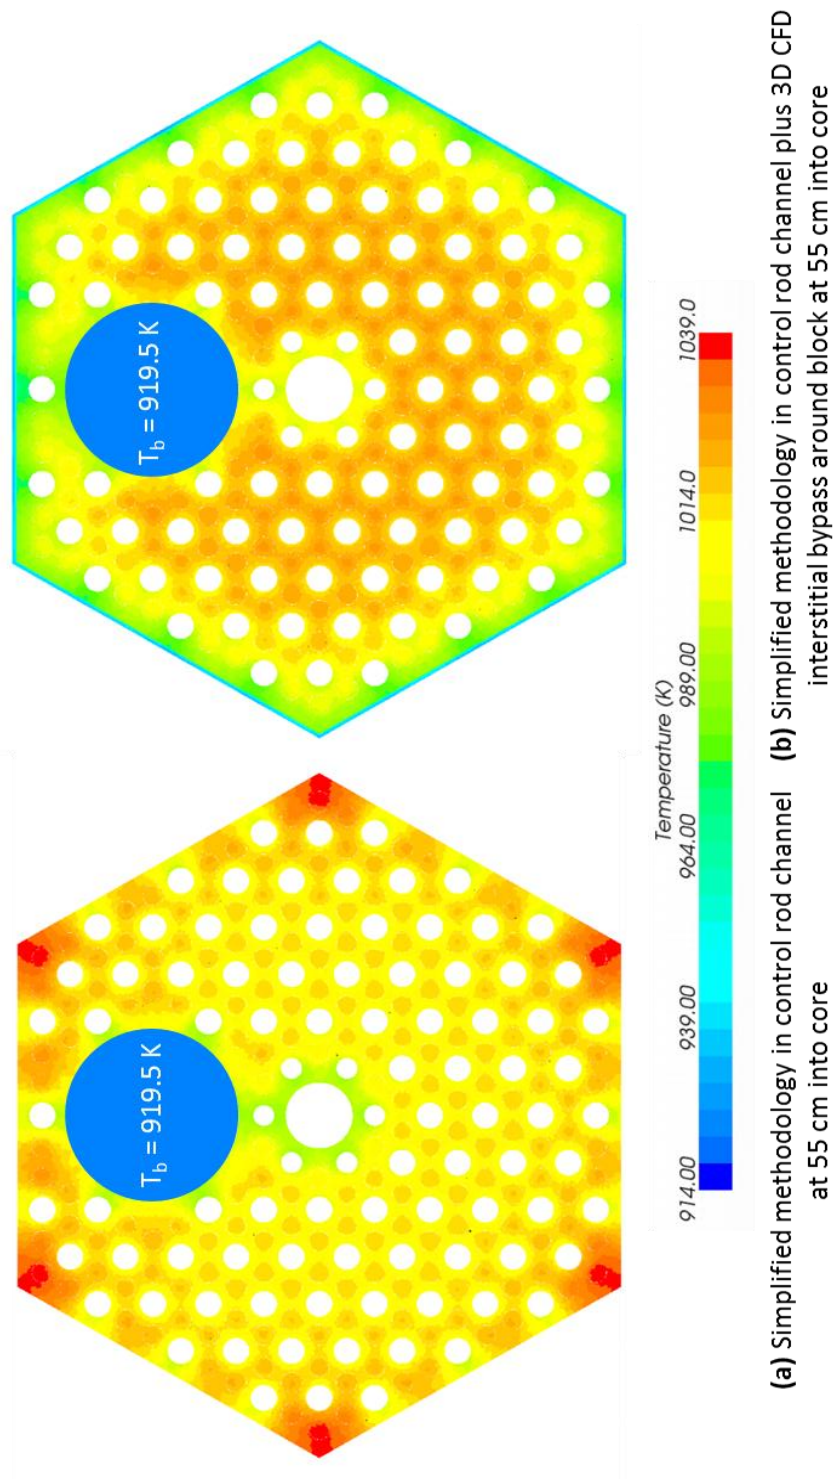 T_b = 919.5 K
T_b = 919.5 K
Temperature (K)
914.00 939.00 964.00 989.00 1014.0 1039.0
(a) Simplified methodology in control rod channel
at 55 cm into core
(b) Simplified methodology in control rod channel plus 3D CFD
interstitial bypass around block at 55 cm into core